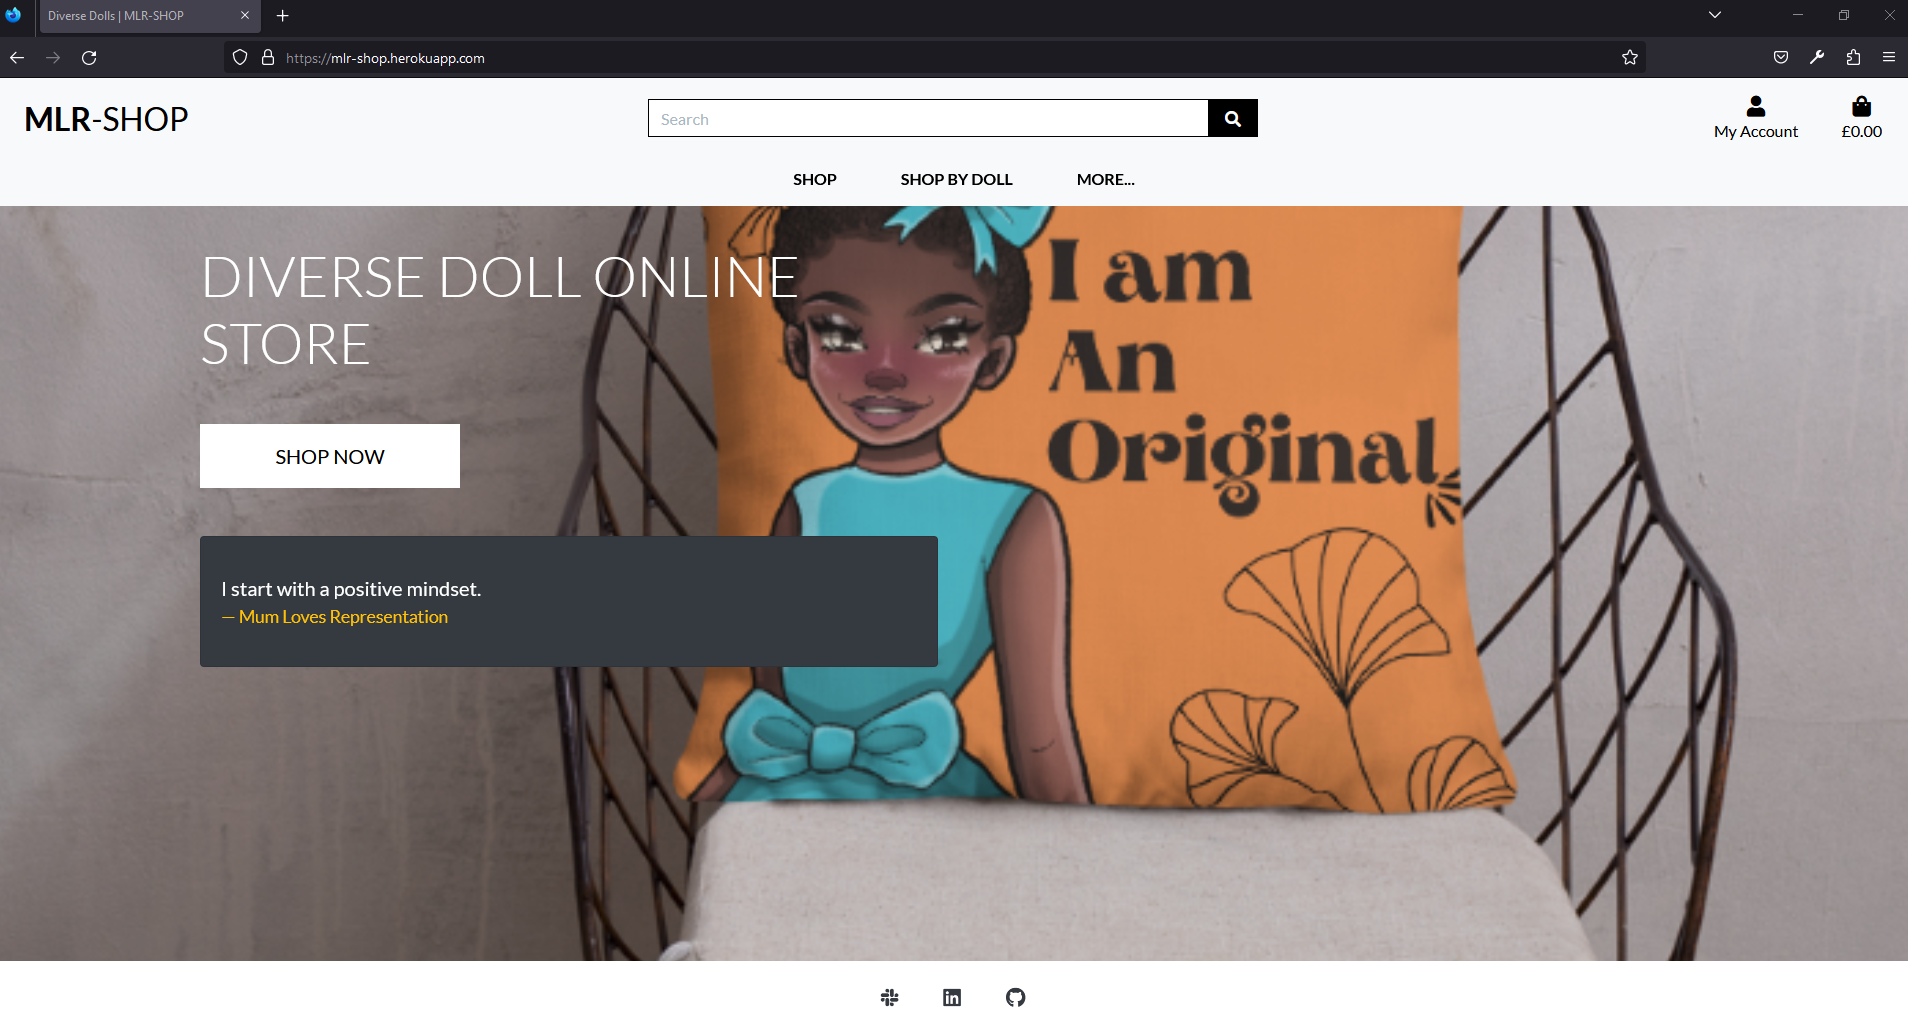 Diverse Dolls | MLR-SHOP
https://mlr-shop.herokuapp.com
MLR-SHOP
Search
My Account
£0.00
SHOP
SHOP BY DOLL
MORE...
DIVERSE DOLL ONLINE
STORE
SHOP NOW
I start with a positive mindset.
— Mum Loves Representation
I am
An
Original
in